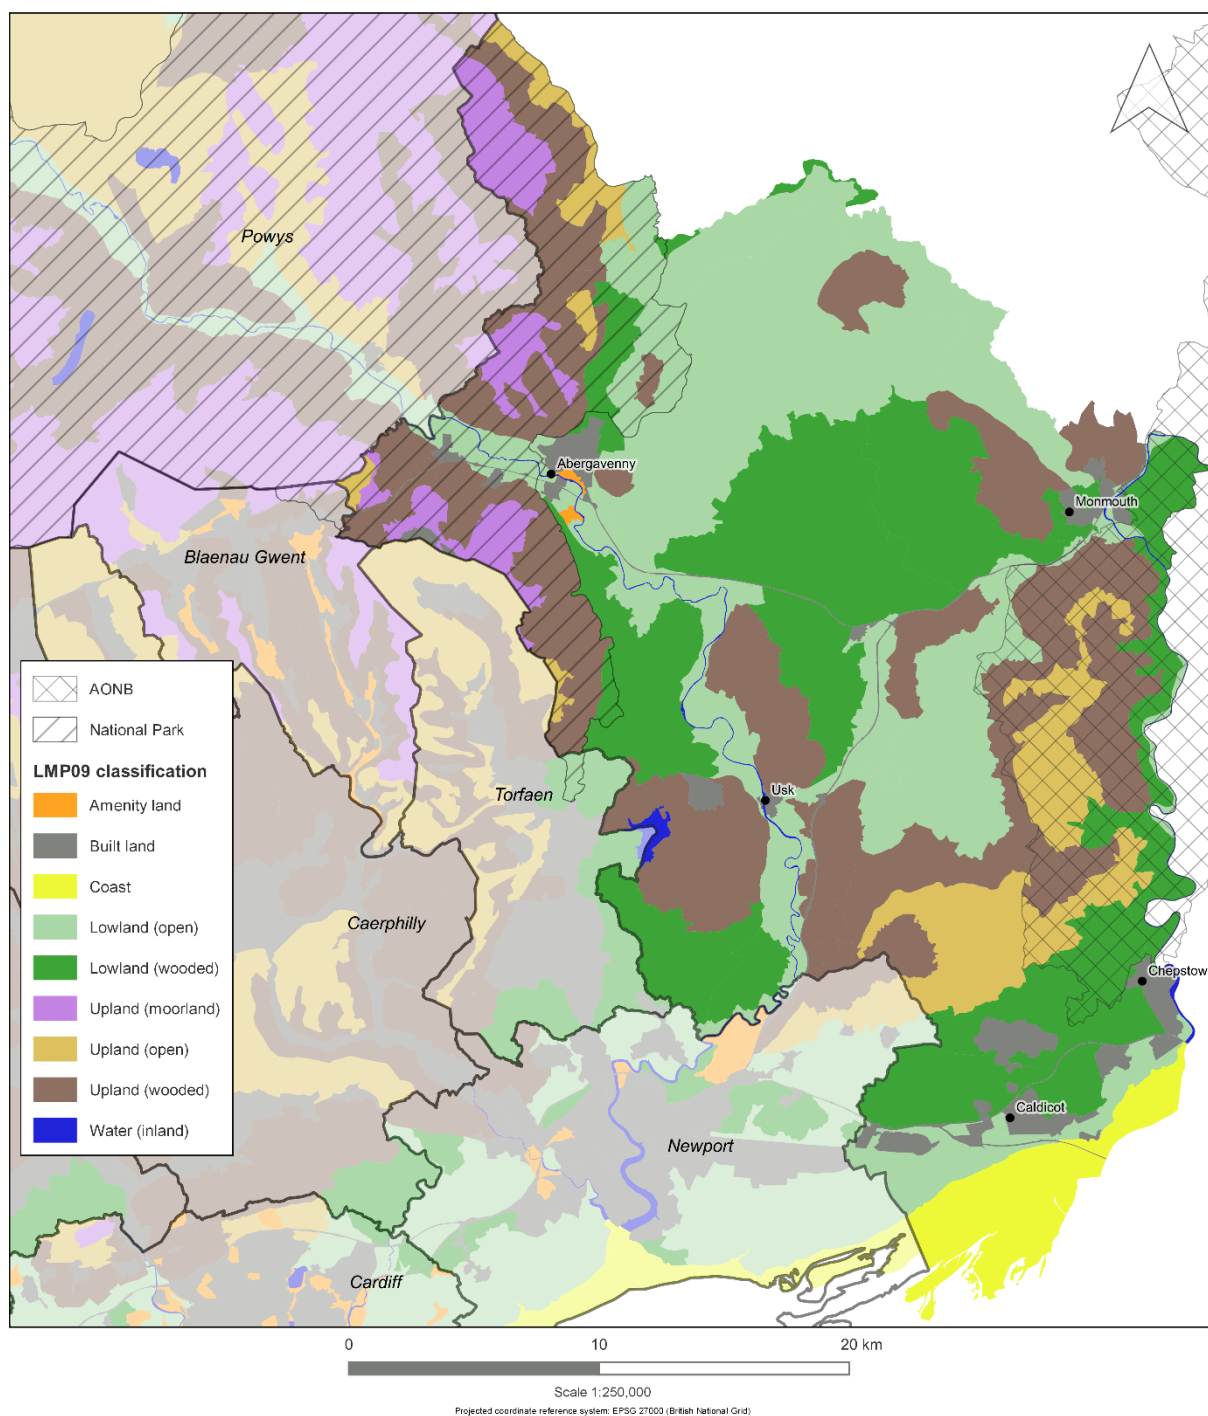 Powys
Abergavenny
Monmouth
Blaenau Gwent
AONB
National Park
LMP09 classification
Amenity land
Built land
Coast
Lowland (open)
Lowland (wooded)
Upland (moorland)
Upland (open)
Upland (wooded)
Water (inland)
Torfaen
Usk
Caerphilly
Chepstow
Caldicot
Newport
Cardiff
0 10 20 km
Scale 1:250,000
Projected coordinate reference system: EPSG 27000 (British National Grid)